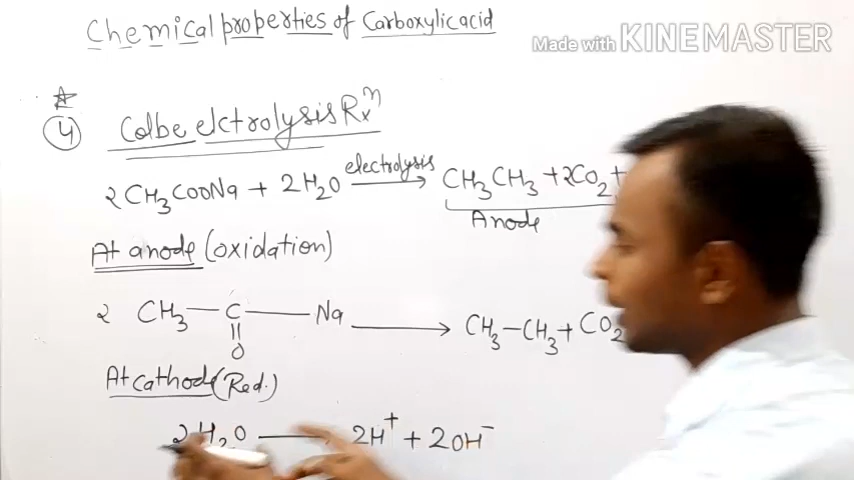 Chemical properties of Carboxylic acid
Made with KINEMASTER
4 Colbe elctrolysis Rxⁿ
2CH₃COONa + 2H₂O electrolysis → CH₃CH₃ + 2CO₂ +
Anode
At anode (oxidation)
2 CH₃ — C — Na → CH₃ — CH₃ + CO₂
||
O
At cathode (Red.)
2H₂O — 2H⁺ + 2OH⁻